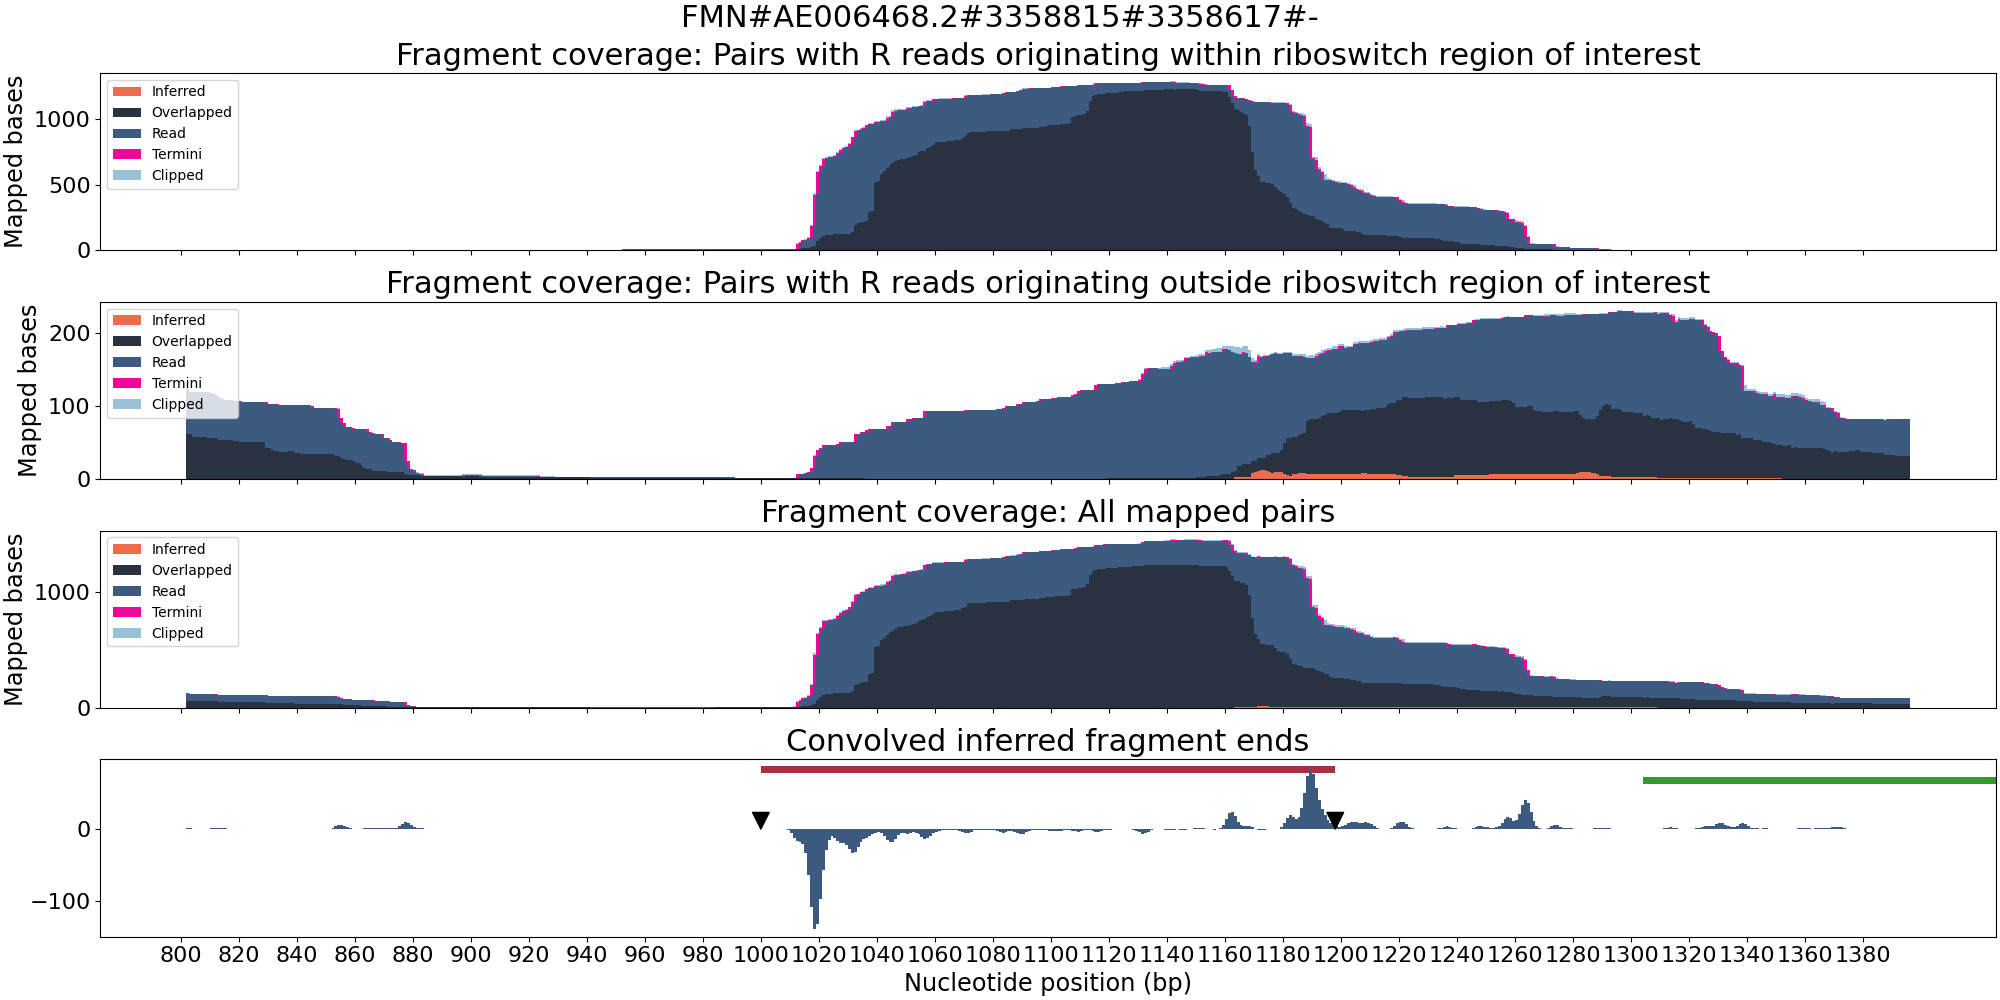 FMN#AE006468.2#3358815#3358617#-
Fragment coverage: Pairs with R reads originating within riboswitch region of interest
Mapped bases
1000
500
0
Inferred
Overlapped
Read
Termini
Clipped
Fragment coverage: Pairs with R reads originating outside riboswitch region of interest
Mapped bases
200
100
0
Inferred
Overlapped
Read
Termini
Clipped
Fragment coverage: All mapped pairs
Mapped bases
1000
0
Inferred
Overlapped
Read
Termini
Clipped
Convolved inferred fragment ends
0
−100
800 820 840 860 880 900 920 940 960 980 1000 1020 1040 1060 1080 1100 1120 1140 1160 1180 1200 1220 1240 1260 1280 1300 1320 1340 1360 1380
Nucleotide position (bp)